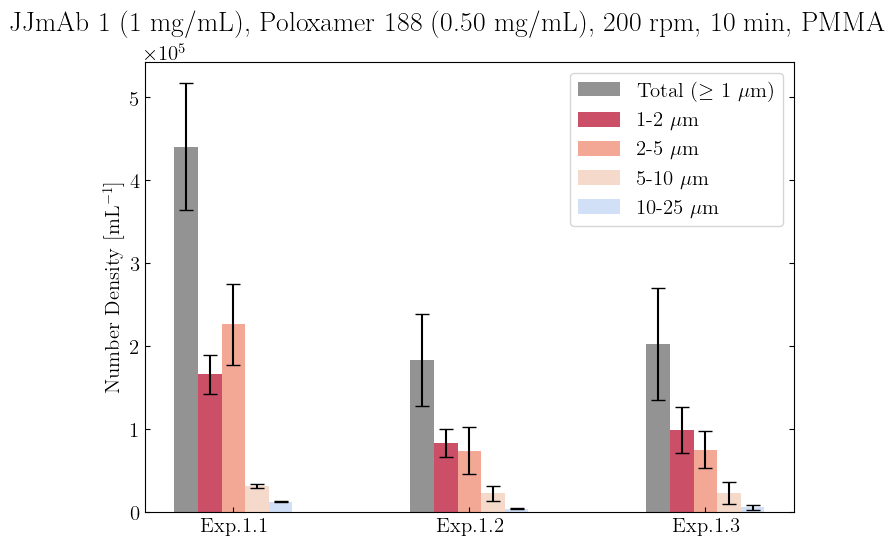 JJmAb 1 (1 mg/mL), Poloxamer 188 (0.50 mg/mL), 200 rpm, 10 min, PMMA
×10⁵
5
4
3
2
1
0
Number Density [mL⁻¹]
Total (≥ 1 μm)
1-2 μm
2-5 μm
5-10 μm
10-25 μm
Exp.1.1 Exp.1.2 Exp.1.3